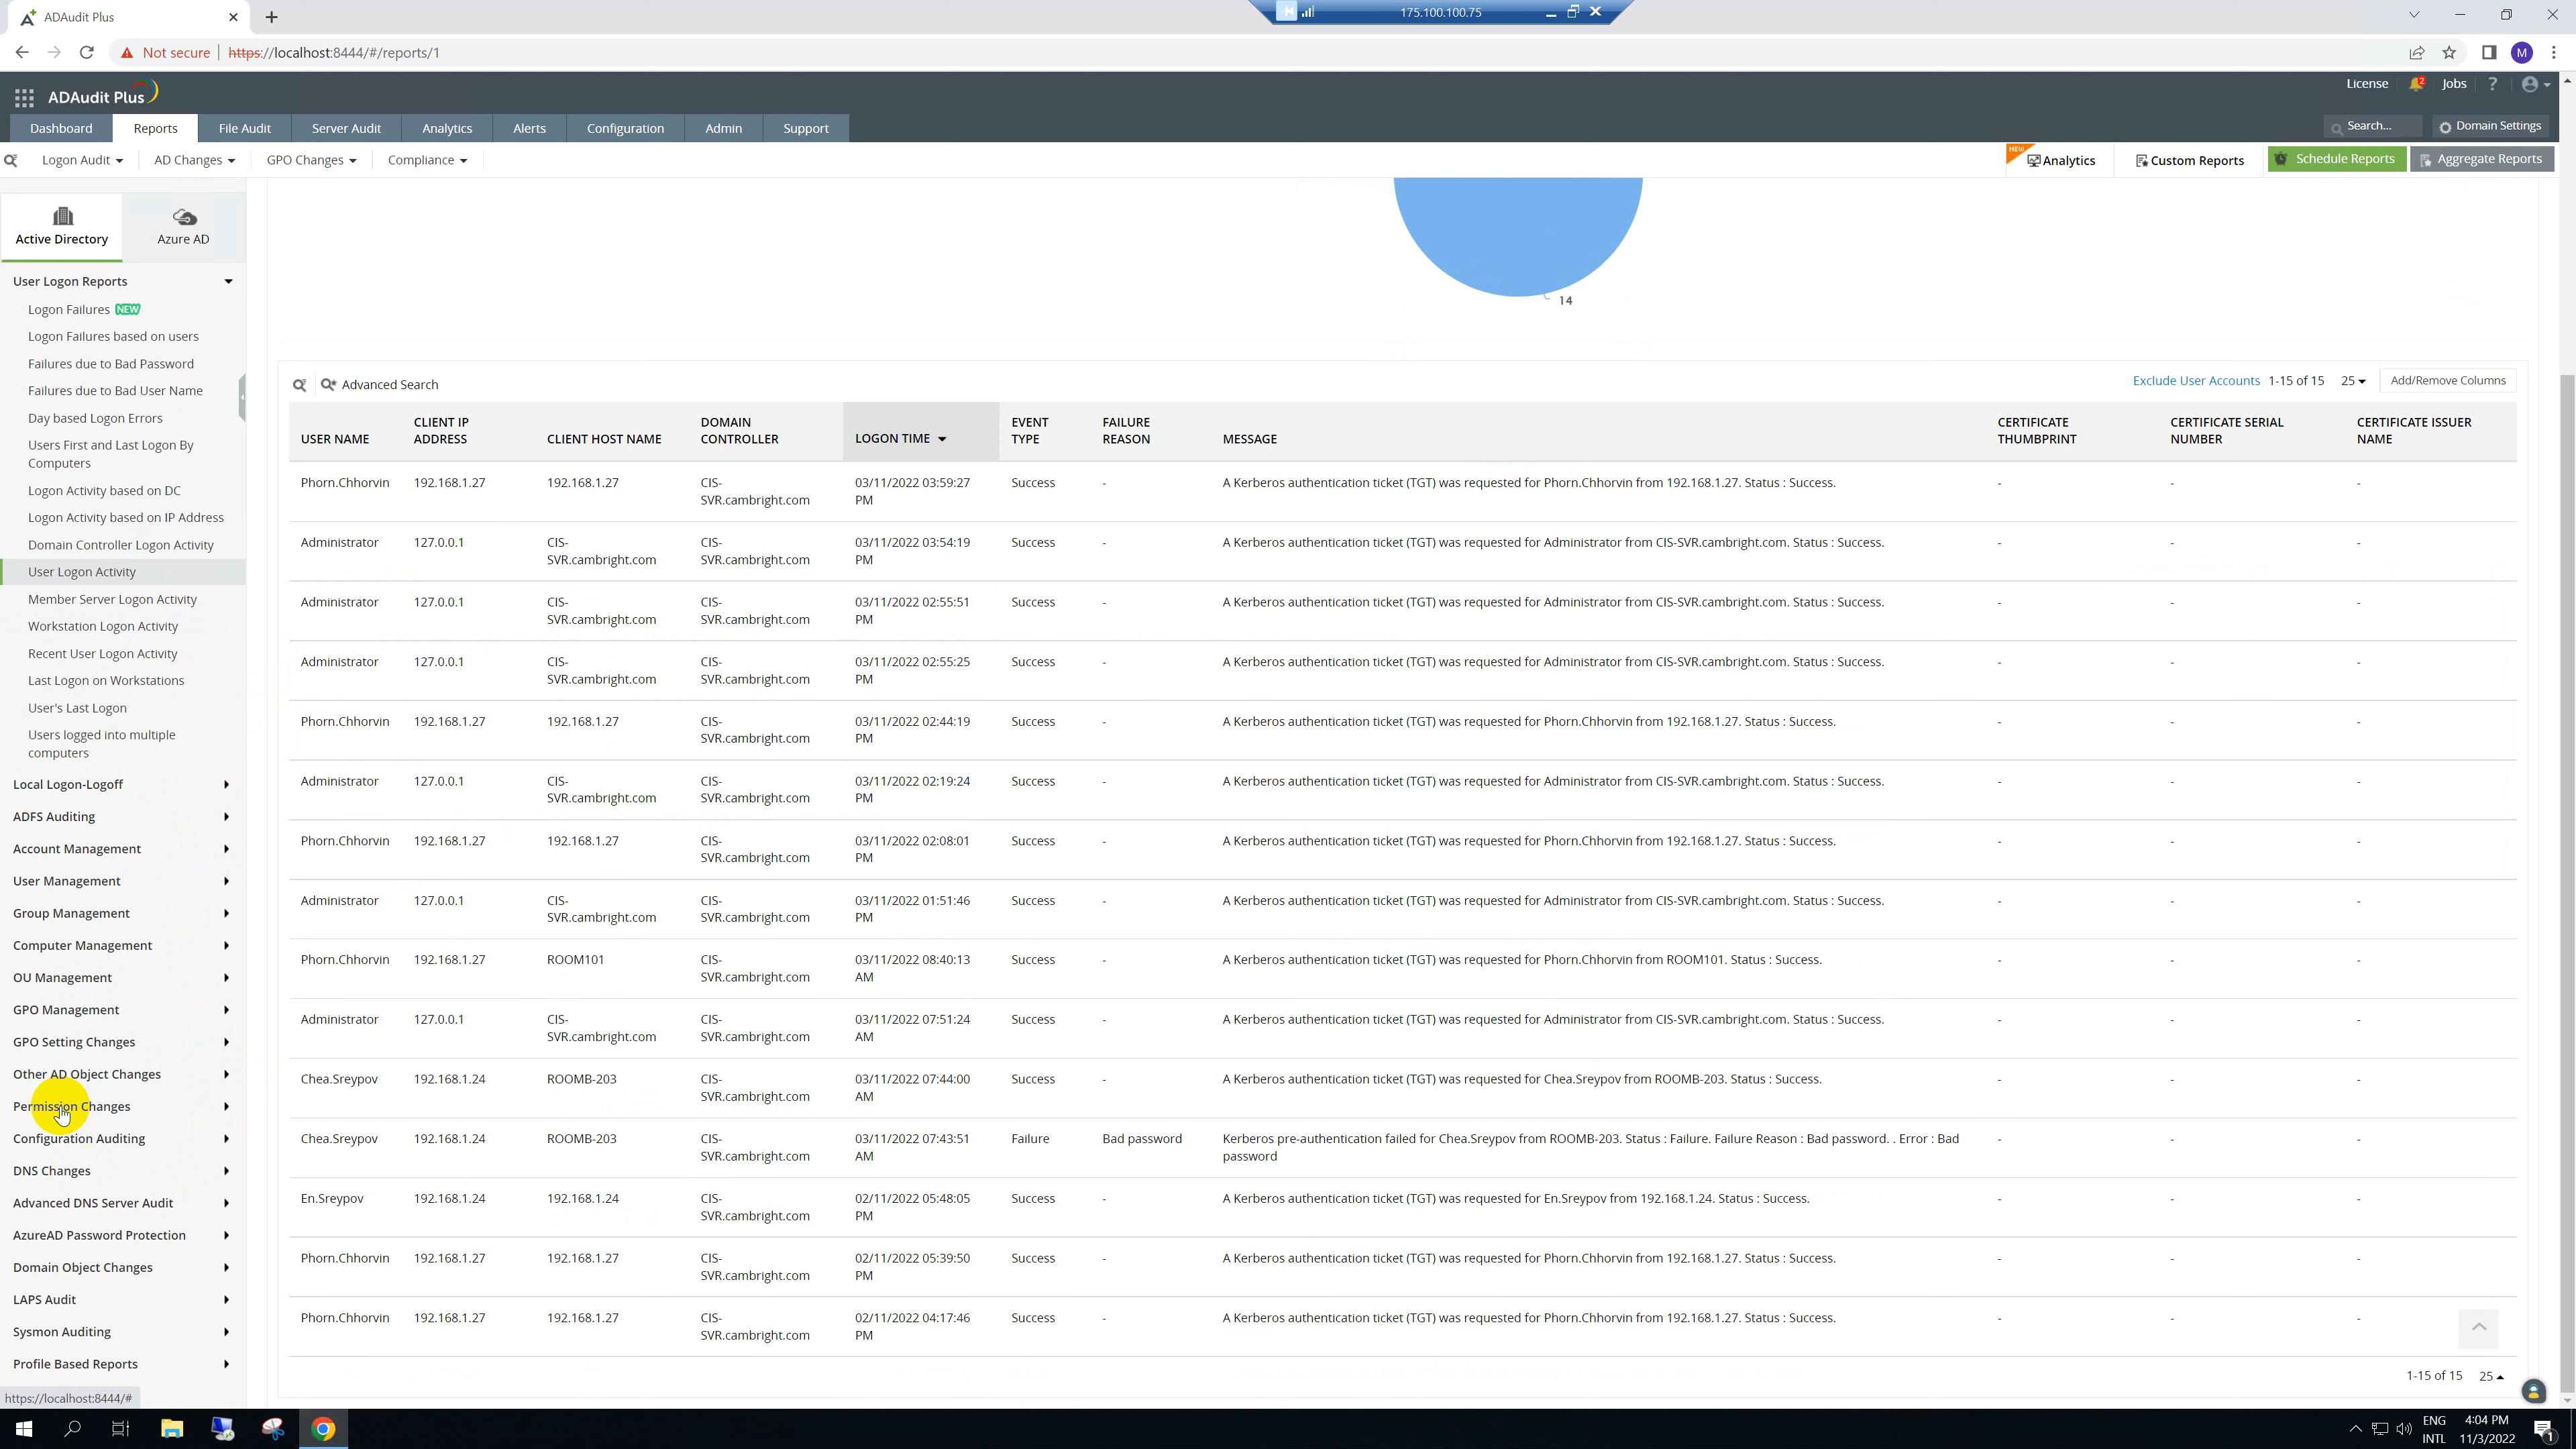 ADAudit Plus
175.100.100.75
Not secure https://localhost:8444/#/reports/1
M
ADAudit Plus
License 2 Jobs ?
Dashboard Reports File Audit Server Audit Analytics Alerts Configuration Admin Support
Search... Domain Settings
Logon Audit AD Changes GPO Changes Compliance
NEW Analytics Custom Reports Schedule Reports Aggregate Reports
Active Directory Azure AD
User Logon Reports
Logon Failures NEW
Logon Failures based on users
Failures due to Bad Password
Failures due to Bad User Name
Day based Logon Errors
Users First and Last Logon By
Computers
Logon Activity based on DC
Logon Activity based on IP Address
Domain Controller Logon Activity
User Logon Activity
Member Server Logon Activity
Workstation Logon Activity
Recent User Logon Activity
Last Logon on Workstations
User's Last Logon
Users logged into multiple
computers
Local Logon-Logoff
ADFS Auditing
Account Management
User Management
Group Management
Computer Management
OU Management
GPO Management
GPO Setting Changes
Other AD Object Changes
Permission Changes
Configuration Auditing
DNS Changes
Advanced DNS Server Audit
AzureAD Password Protection
Domain Object Changes
LAPS Audit
Sysmon Auditing
Profile Based Reports
https://localhost:8444/#
14
Advanced Search
Exclude User Accounts 1-15 of 15 25 Add/Remove Columns
USER NAME CLIENT IP ADDRESS CLIENT HOST NAME DOMAIN CONTROLLER LOGON TIME EVENT TYPE FAILURE REASON MESSAGE CERTIFICATE THUMBPRINT CERTIFICATE SERIAL NUMBER CERTIFICATE ISSUER NAME
Phorn.Chhorvin 192.168.1.27 192.168.1.27 CIS- 03/11/2022 03:59:27 Success - A Kerberos authentication ticket (TGT) was requested for Phorn.Chhorvin from 192.168.1.27. Status : Success. - - -
SVR.cambright.com PM
Administrator 127.0.0.1 CIS- CIS- 03/11/2022 03:54:19 Success - A Kerberos authentication ticket (TGT) was requested for Administrator from CIS-SVR.cambright.com. Status : Success. - - -
SVR.cambright.com SVR.cambright.com PM
Administrator 127.0.0.1 CIS- CIS- 03/11/2022 02:55:51 Success - A Kerberos authentication ticket (TGT) was requested for Administrator from CIS-SVR.cambright.com. Status : Success. - - -
SVR.cambright.com SVR.cambright.com PM
Administrator 127.0.0.1 CIS- CIS- 03/11/2022 02:55:25 Success - A Kerberos authentication ticket (TGT) was requested for Administrator from CIS-SVR.cambright.com. Status : Success. - - -
SVR.cambright.com SVR.cambright.com PM
Phorn.Chhorvin 192.168.1.27 192.168.1.27 CIS- 03/11/2022 02:44:19 Success - A Kerberos authentication ticket (TGT) was requested for Phorn.Chhorvin from 192.168.1.27. Status : Success. - - -
SVR.cambright.com PM
Administrator 127.0.0.1 CIS- CIS- 03/11/2022 02:19:24 Success - A Kerberos authentication ticket (TGT) was requested for Administrator from CIS-SVR.cambright.com. Status : Success. - - -
SVR.cambright.com SVR.cambright.com PM
Phorn.Chhorvin 192.168.1.27 192.168.1.27 CIS- 03/11/2022 02:08:01 Success - A Kerberos authentication ticket (TGT) was requested for Phorn.Chhorvin from 192.168.1.27. Status : Success. - - -
SVR.cambright.com PM
Administrator 127.0.0.1 CIS- CIS- 03/11/2022 01:51:46 Success - A Kerberos authentication ticket (TGT) was requested for Administrator from CIS-SVR.cambright.com. Status : Success. - - -
SVR.cambright.com SVR.cambright.com PM
Phorn.Chhorvin 192.168.1.27 ROOM101 CIS- 03/11/2022 08:40:13 Success - A Kerberos authentication ticket (TGT) was requested for Phorn.Chhorvin from ROOM101. Status : Success. - - -
SVR.cambright.com AM
Administrator 127.0.0.1 CIS- CIS- 03/11/2022 07:51:24 Success - A Kerberos authentication ticket (TGT) was requested for Administrator from CIS-SVR.cambright.com. Status : Success. - - -
SVR.cambright.com SVR.cambright.com AM
Chea.Sreypov 192.168.1.24 ROOMB-203 CIS- 03/11/2022 07:44:00 Success - A Kerberos authentication ticket (TGT) was requested for Chea.Sreypov from ROOMB-203. Status : Success. - - -
SVR.cambright.com AM
Chea.Sreypov 192.168.1.24 ROOMB-203 CIS- 03/11/2022 07:43:51 Failure Bad password Kerberos pre-authentication failed for Chea.Sreypov from ROOMB-203. Status : Failure. Failure Reason : Bad password. . Error : Bad - - -
SVR.cambright.com AM password
En.Sreypov 192.168.1.24 192.168.1.24 CIS- 02/11/2022 05:48:05 Success - A Kerberos authentication ticket (TGT) was requested for En.Sreypov from 192.168.1.24. Status : Success. - - -
SVR.cambright.com PM
Phorn.Chhorvin 192.168.1.27 192.168.1.27 CIS- 02/11/2022 05:39:50 Success - A Kerberos authentication ticket (TGT) was requested for Phorn.Chhorvin from 192.168.1.27. Status : Success. - - -
SVR.cambright.com PM
Phorn.Chhorvin 192.168.1.27 192.168.1.27 CIS- 02/11/2022 04:17:46 Success - A Kerberos authentication ticket (TGT) was requested for Phorn.Chhorvin from 192.168.1.27. Status : Success. - - -
SVR.cambright.com PM
1-15 of 15 25
ENG 4:04 PM
INTL 11/3/2022 1